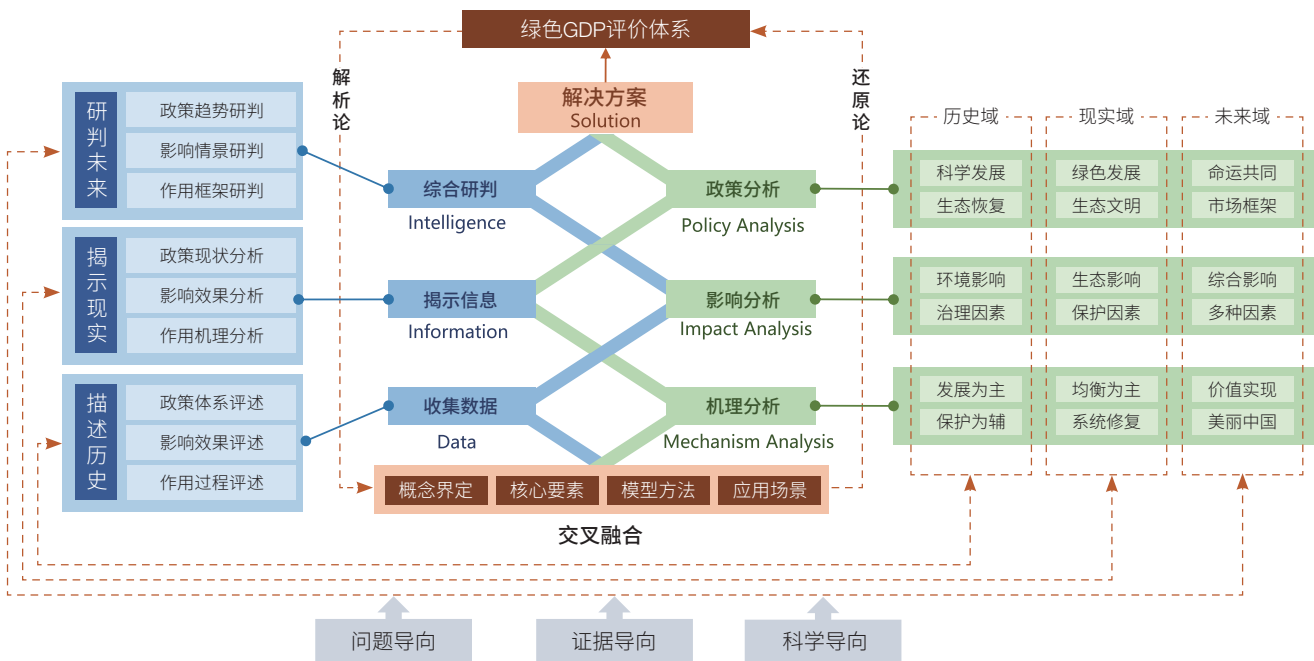 绿色GDP评价体系
解析论
还原论
解决方案
Solution
研判未来
政策趋势研判
影响情景研判
作用框架研判
揭示现实
政策现状分析
影响效果分析
作用机理分析
描述历史
政策体系评述
影响效果评述
作用过程评述
综合研判
Intelligence
揭示信息
Information
收集数据
Data
政策分析
Policy Analysis
影响分析
Impact Analysis
机理分析
Mechanism Analysis
历史域
现实域
未来域
科学发展
绿色发展
命运共同
生态恢复
生态文明
市场框架
环境影响
生态影响
综合影响
治理因素
保护因素
多种因素
发展为主
均衡为主
价值实现
保护为辅
系统修复
美丽中国
概念界定
核心要素
模型方法
应用场景
交叉融合
问题导向
证据导向
科学导向